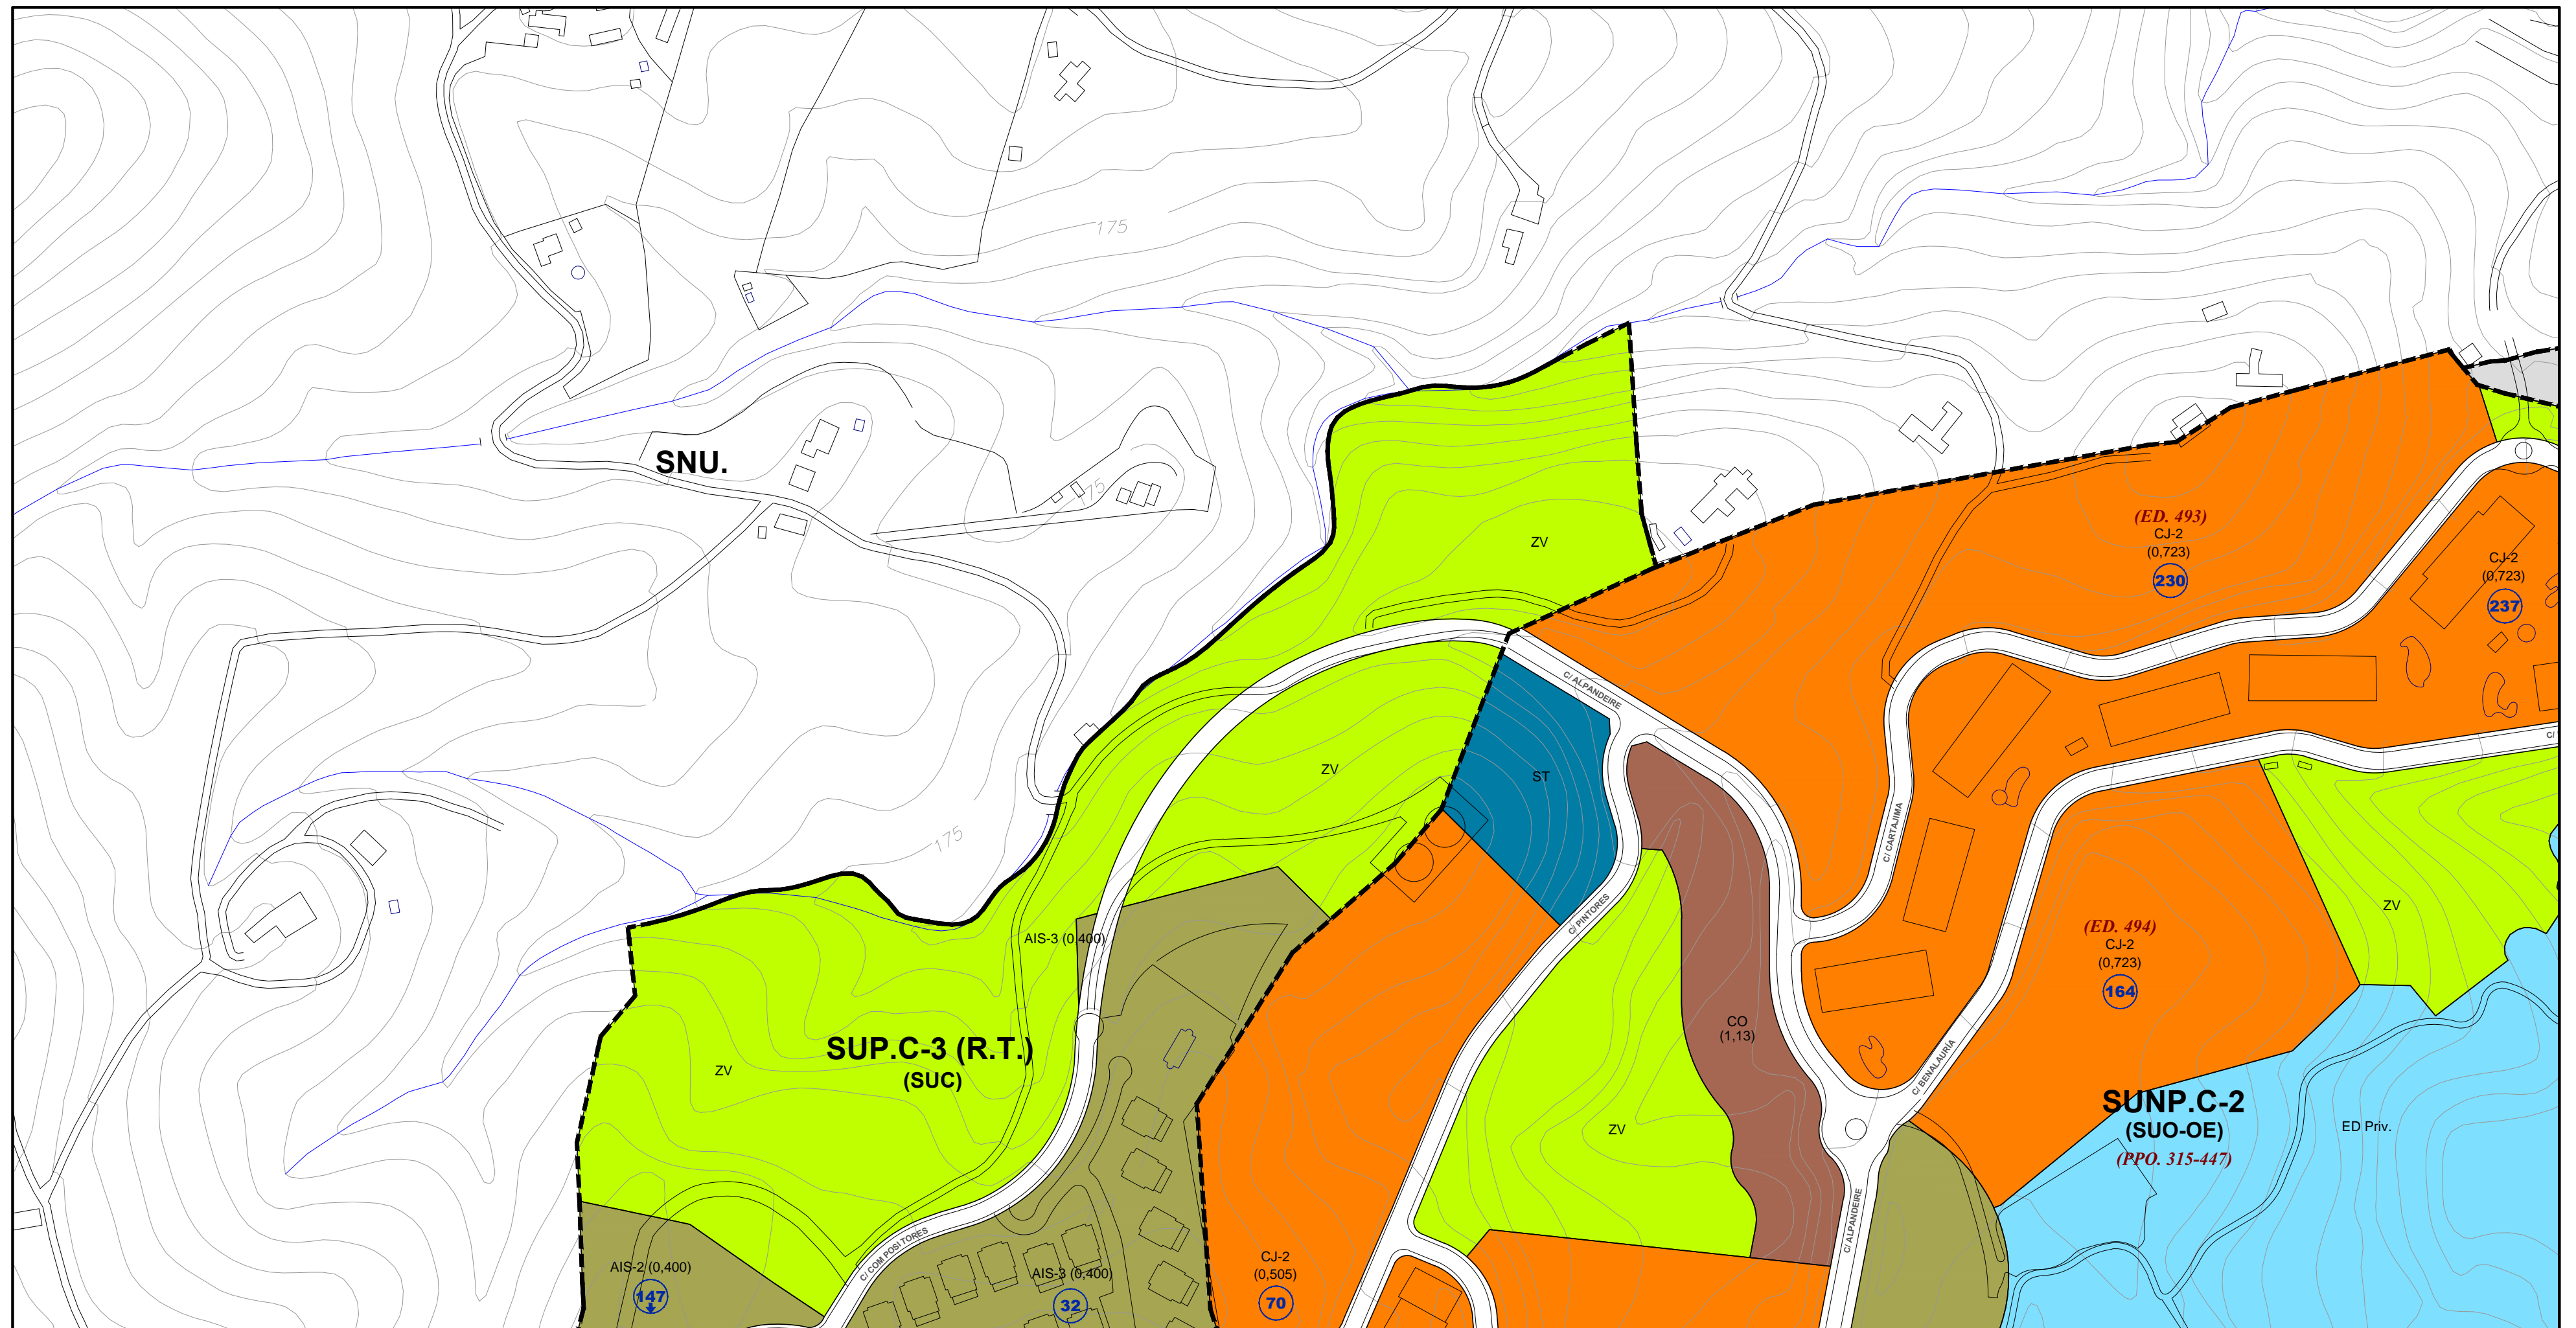 175
SNU.
175
ZV
(ED. 493)
CJ-2
(0,723)
230
CJ-2
(0,723)
237
C/ ALPANDEIRE
C/
ZV
ST
C/ CARTAJIMA
175
C/ PINTORES
ZV
AIS-3 (0,400)
(ED. 494)
CJ-2
(0,723)
164
CO
(1,13)
SUP.C-3 (R.T.)
(SUC)
ZV
C/ BENALAURÍA
SUNP.C-2
(SUO-OE)
(PPO. 315-447)
ED Priv.
ZV
C/ ALPANDEIRE
C/ COMPOSITORES
AIS-2 (0,400)
147
AIS-3 (0,400)
32
CJ-2
(0,505)
70